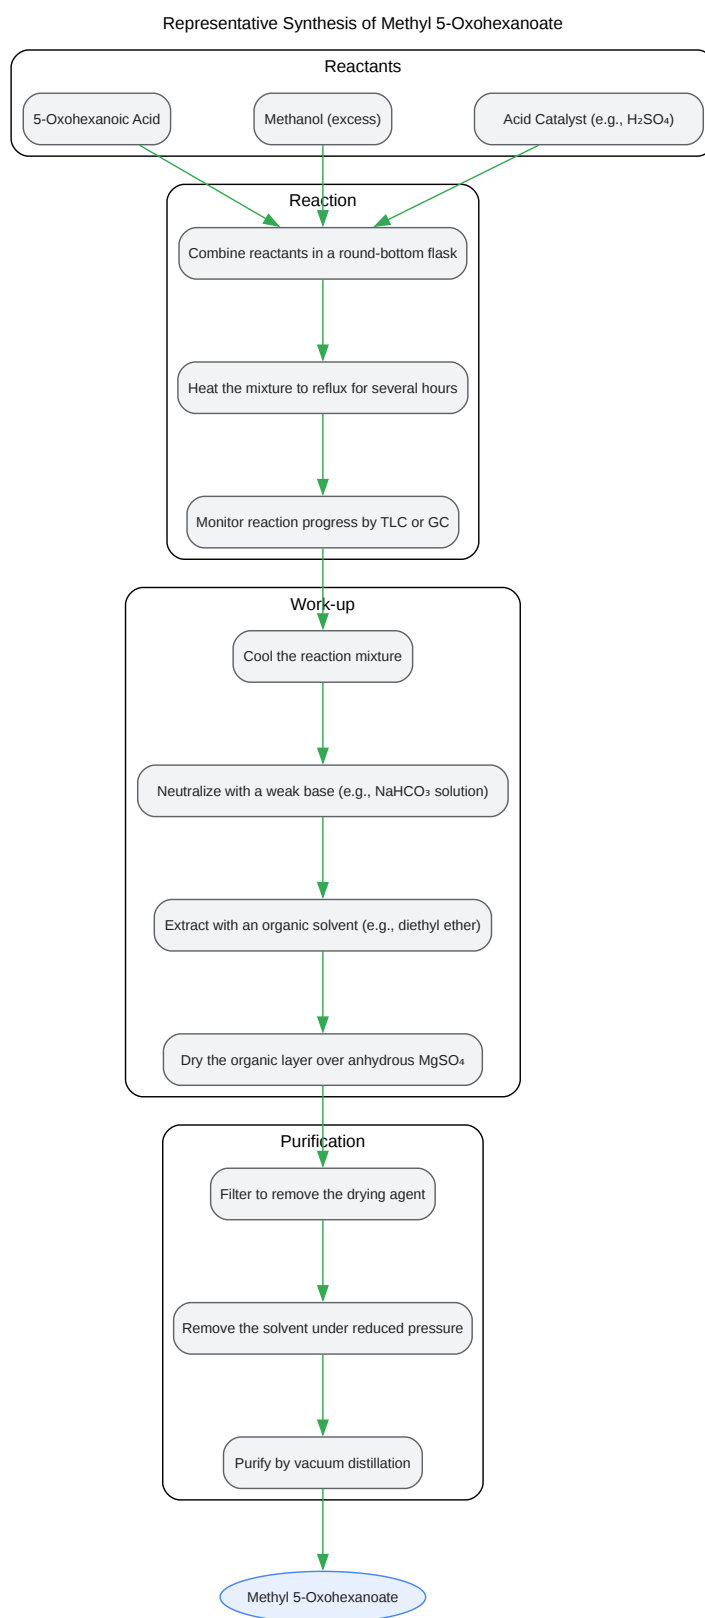 Representative Synthesis of Methyl 5-Oxohexanoate
Reactants
5-Oxohexanoic Acid
Methanol (excess)
Acid Catalyst (e.g., H₂SO₄)
Reaction
Combine reactants in a round-bottom flask
Heat the mixture to reflux for several hours
Monitor reaction progress by TLC or GC
Work-up
Cool the reaction mixture
Neutralize with a weak base (e.g., NaHCO₃ solution)
Extract with an organic solvent (e.g., diethyl ether)
Dry the organic layer over anhydrous MgSO₄
Purification
Filter to remove the drying agent
Remove the solvent under reduced pressure
Purify by vacuum distillation
Methyl 5-Oxohexanoate